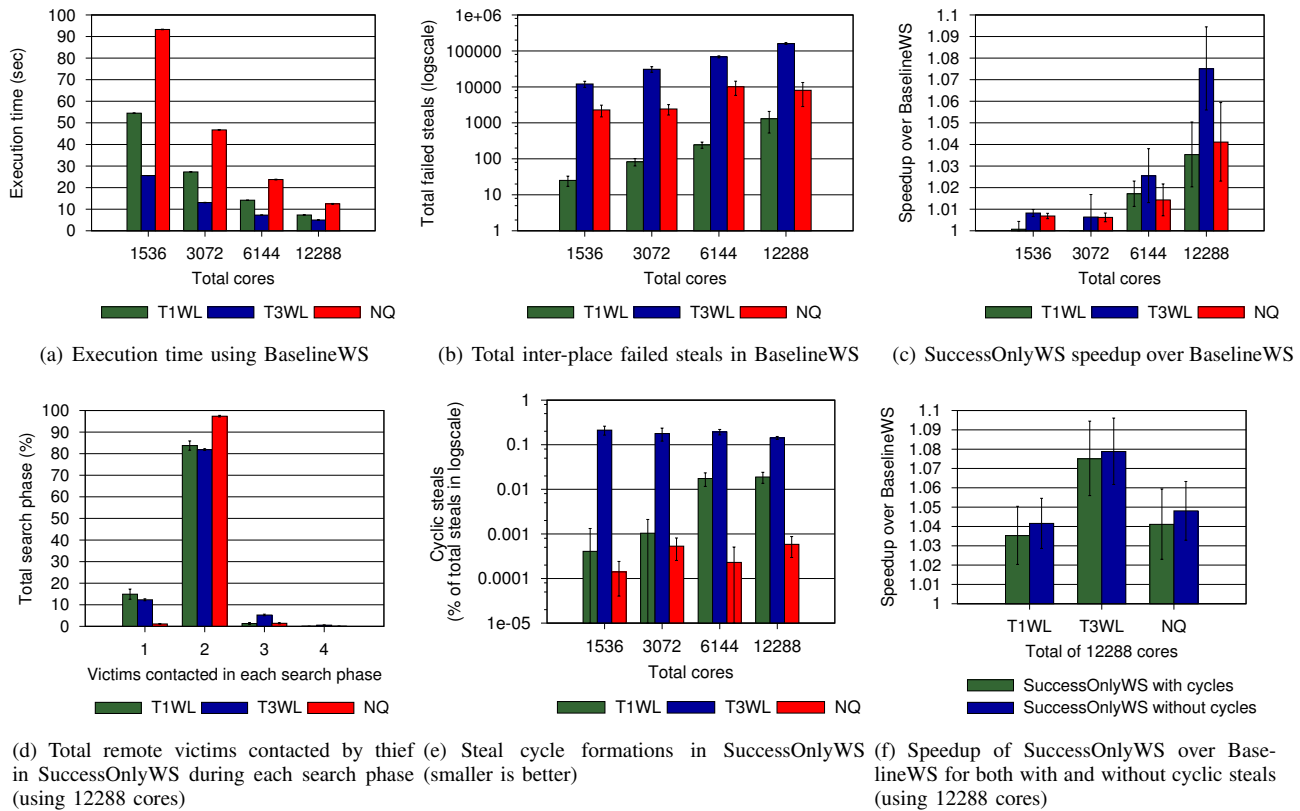 Execution time (sec)
100
90
80
70
60
50
40
30
20
10
0
1536 3072 6144 12288
Total cores
T1WL T3WL NQ
(a) Execution time using BaselineWS
Total failed steals (logscale)
1e+06
100000
10000
1000
100
10
1
1536 3072 6144 12288
Total cores
T1WL T3WL NQ
(b) Total inter-place failed steals in BaselineWS
Speedup over BaselineWS
1.1
1.09
1.08
1.07
1.06
1.05
1.04
1.03
1.02
1.01
1
1536 3072 6144 12288
Total cores
T1WL T3WL NQ
(c) SuccessOnlyWS speedup over BaselineWS
Total search phase (%)
100
90
80
70
60
50
40
30
20
10
0
1 2 3 4
Victims contacted in each search phase
T1WL T3WL NQ
(d) Total remote victims contacted by thief
in SuccessOnlyWS during each search phase
(using 12288 cores)
Cyclic steals
(% of total steals in logscale)
1
0.1
0.01
0.001
0.0001
1e-05
1536 3072 6144 12288
Total cores
T1WL T3WL NQ
(e) Steal cycle formations in SuccessOnlyWS
(smaller is better)
Speedup over BaselineWS
1.1
1.09
1.08
1.07
1.06
1.05
1.04
1.03
1.02
1.01
1
T1WL T3WL NQ
Total of 12288 cores
SuccessOnlyWS with cycles
SuccessOnlyWS without cycles
(f) Speedup of SuccessOnlyWS over Base-
lineWS for both with and without cyclic steals
(using 12288 cores)